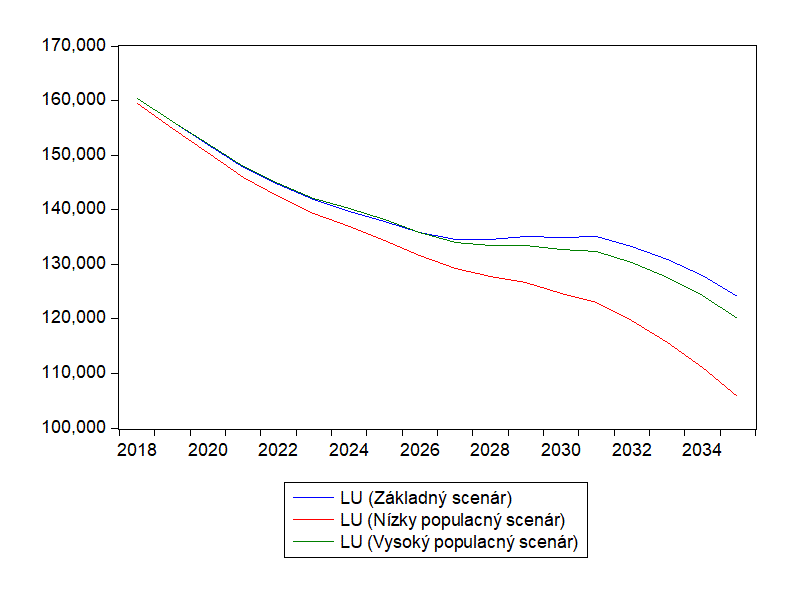 170,000
160,000
150,000
140,000
130,000
120,000
110,000
100,000
2018 2020 2022 2024 2026 2028 2030 2032 2034
LU (Základný scenár)
LU (Nízky populacný scenár)
LU (Vysoký populacný scenár)